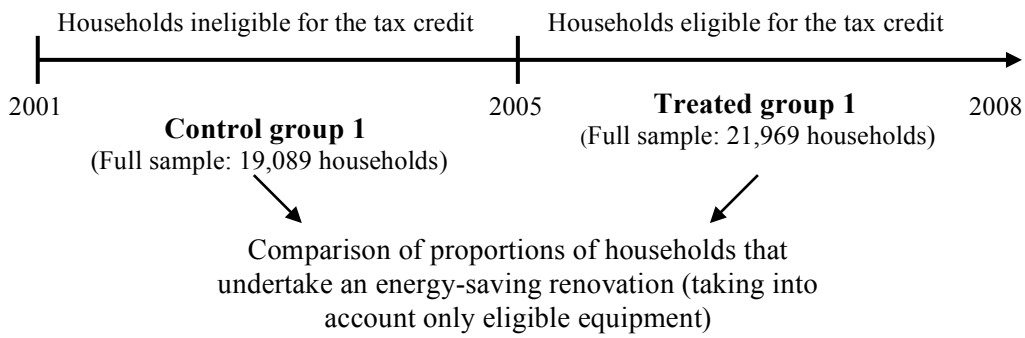 Households ineligible for the tax credit
Households eligible for the tax credit
2001
2005
2008
Control group 1
(Full sample: 19,089 households)
Treated group 1
(Full sample: 21,969 households)
Comparison of proportions of households that
undertake an energy-saving renovation (taking into
account only eligible equipment)